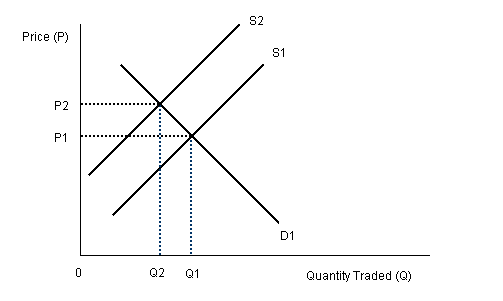 S2
Price (P)
S1
P2
P1
D1
0
Q2
Q1
Quantity Traded (Q)